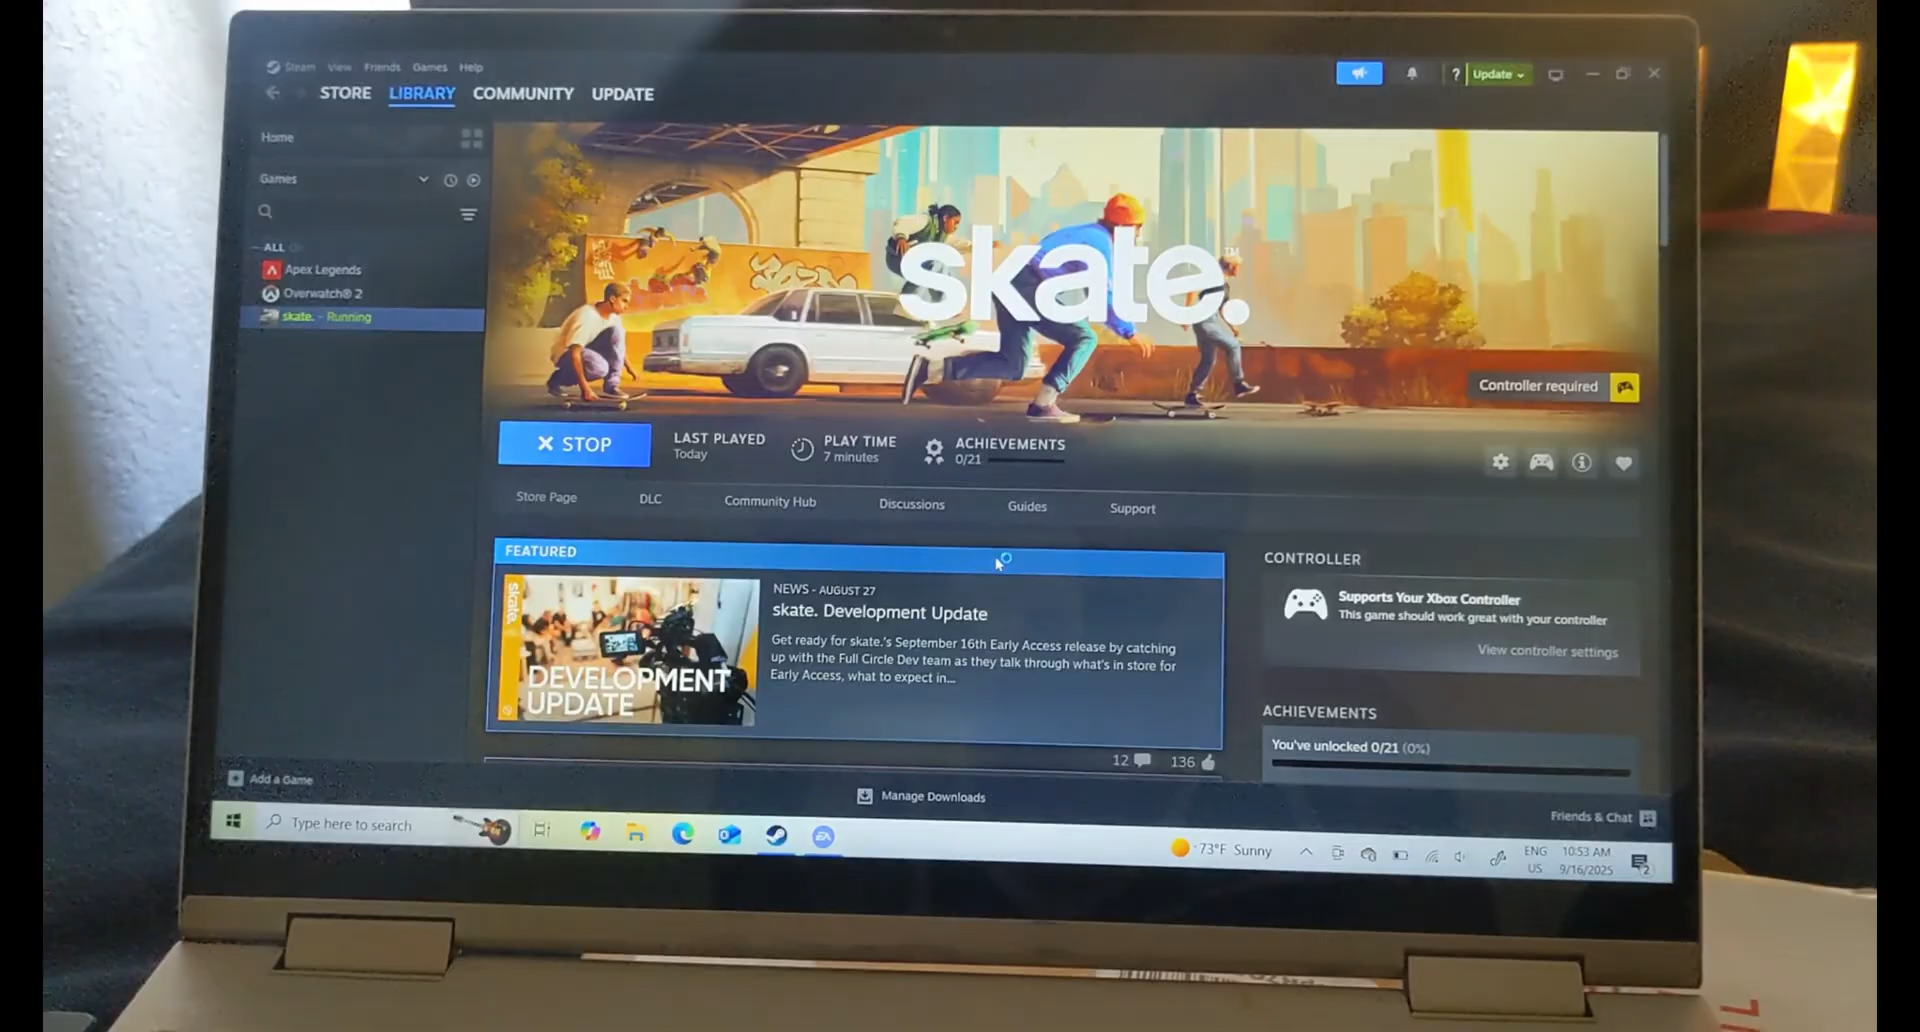 Steam View Friends Games Help
Update
STORE LIBRARY COMMUNITY UPDATE
Home
Games
ALL
Apex Legends
Overwatch® 2
skate. - Running
skate.™
Controller required
STOP
LAST PLAYED
Today
PLAY TIME
7 minutes
ACHIEVEMENTS
0/21
Store Page DLC Community Hub Discussions Guides Support
FEATURED
skate.
DEVELOPMENT
UPDATE
NEWS - AUGUST 27
skate. Development Update
Get ready for skate.'s September 16th Early Access release by catching
up with the Full Circle Dev team as they talk through what's in store for
Early Access, what to expect in...
12 136
CONTROLLER
Supports Your Xbox Controller
This game should work great with your controller
View controller settings
ACHIEVEMENTS
You've unlocked 0/21 (0%)
Add a Game
Manage Downloads
Friends & Chat
Type here to search
EA
73°F Sunny
ENG
US
10:53 AM
9/16/2025
2